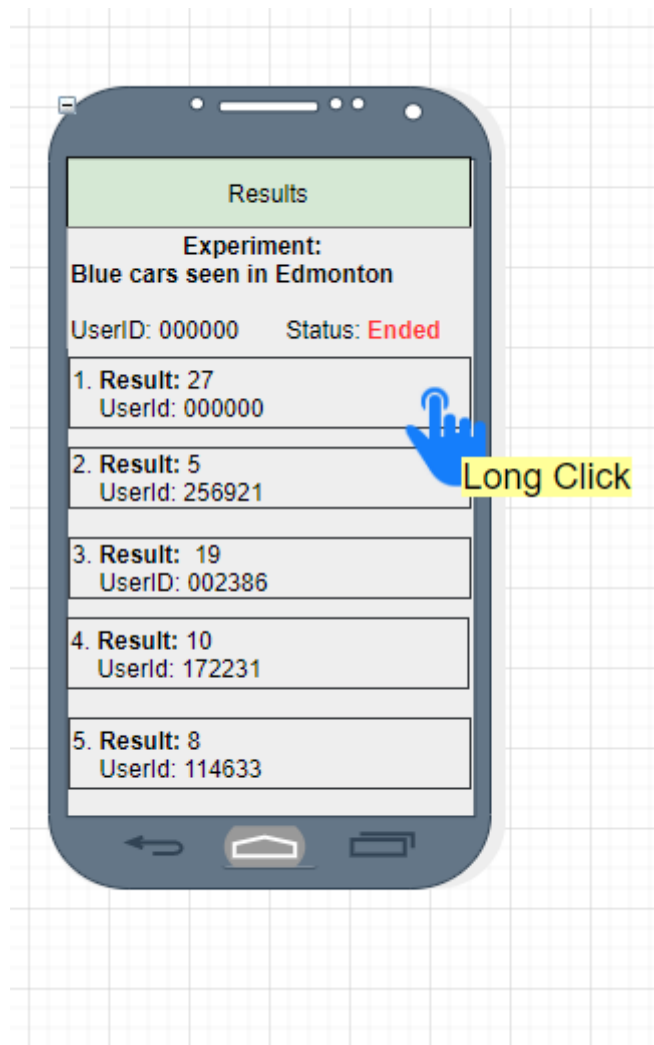 Results
Experiment:
Blue cars seen in Edmonton
UserID: 000000 Status: Ended
1. Result: 27
UserId: 000000
2. Result: 5
UserId: 256921
Long Click
3. Result: 19
UserID: 002386
4. Result: 10
UserId: 172231
5. Result: 8
UserId: 114633